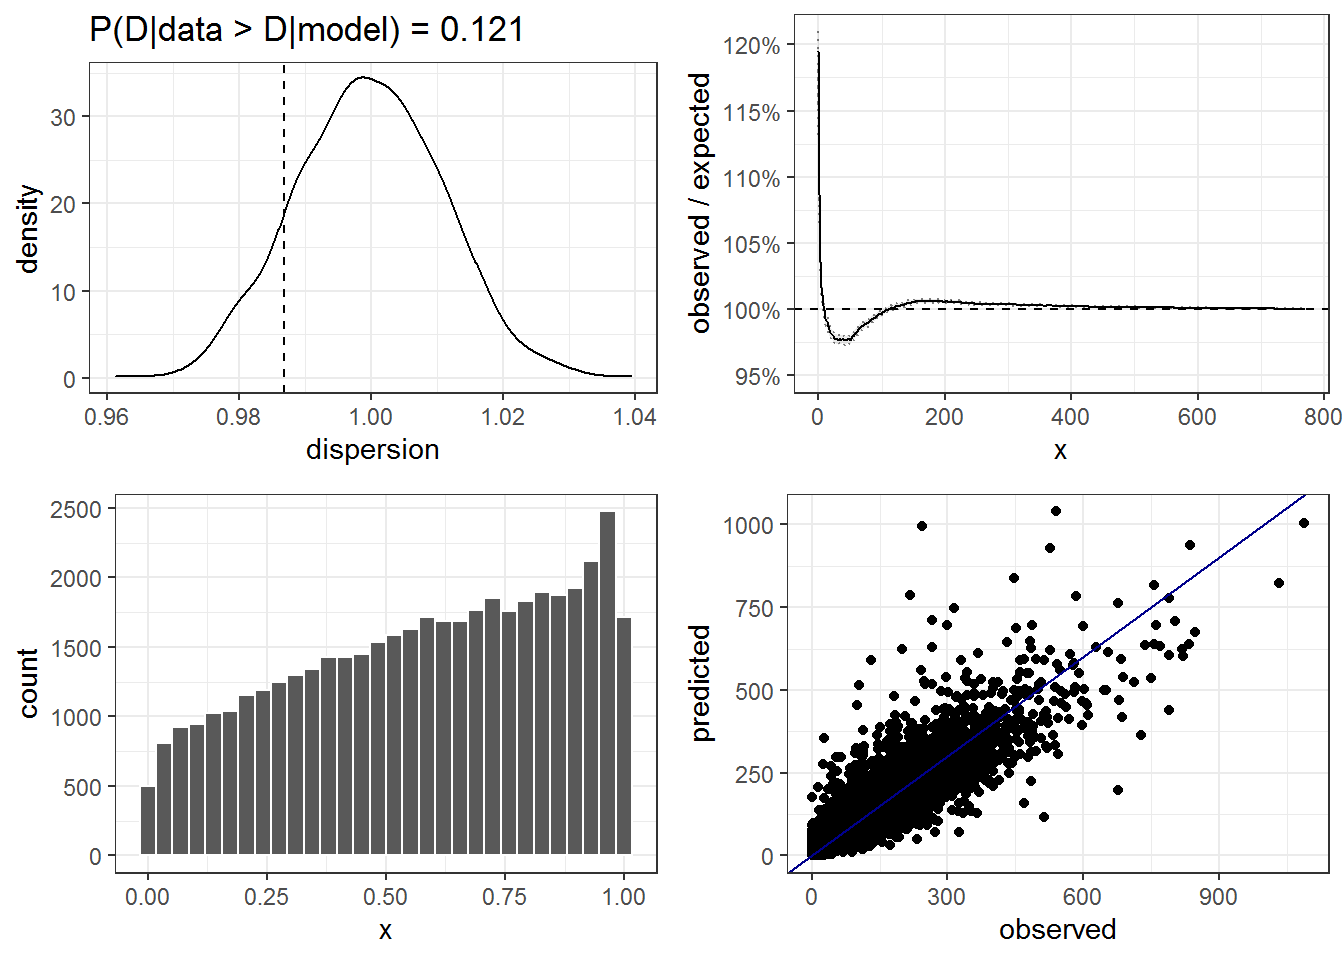 P(D|data > D|model) = 0.121
density
30
20
10
0
0.96 0.98 1.00 1.02 1.04
dispersion
observed / expected
120%
115%
110%
105%
100%
95%
0 200 400 600 800
x
count
2500
2000
1500
1000
500
0
0.00 0.25 0.50 0.75 1.00
x
predicted
1000
750
500
250
0
0 300 600 900
observed